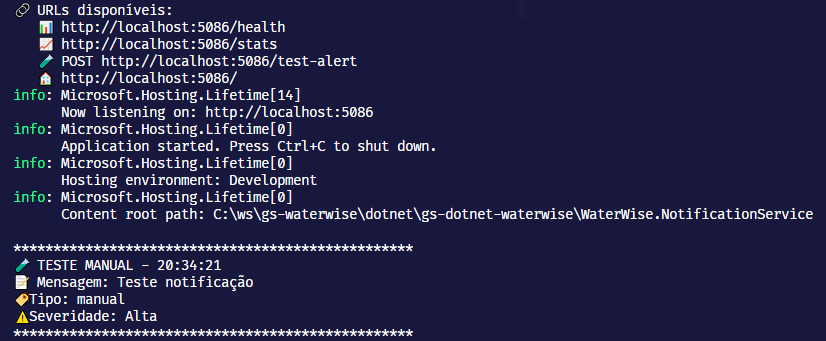 🔗 URLs disponíveis:
📊 http://localhost:5086/health
📈 http://localhost:5086/stats
🧪 POST http://localhost:5086/test-alert
🏠 http://localhost:5086/
info: Microsoft.Hosting.Lifetime[14]
Now listening on: http://localhost:5086
info: Microsoft.Hosting.Lifetime[0]
Application started. Press Ctrl+C to shut down.
info: Microsoft.Hosting.Lifetime[0]
Hosting environment: Development
info: Microsoft.Hosting.Lifetime[0]
Content root path: C:\ws\gs-waterwise\dotnet\gs-dotnet-waterwise\WaterWise.NotificationService
**************************************************
🧪 TESTE MANUAL - 20:34:21
📝 Mensagem: Teste notificação
🏷️Tipo: manual
⚠️Severidade: Alta
**************************************************